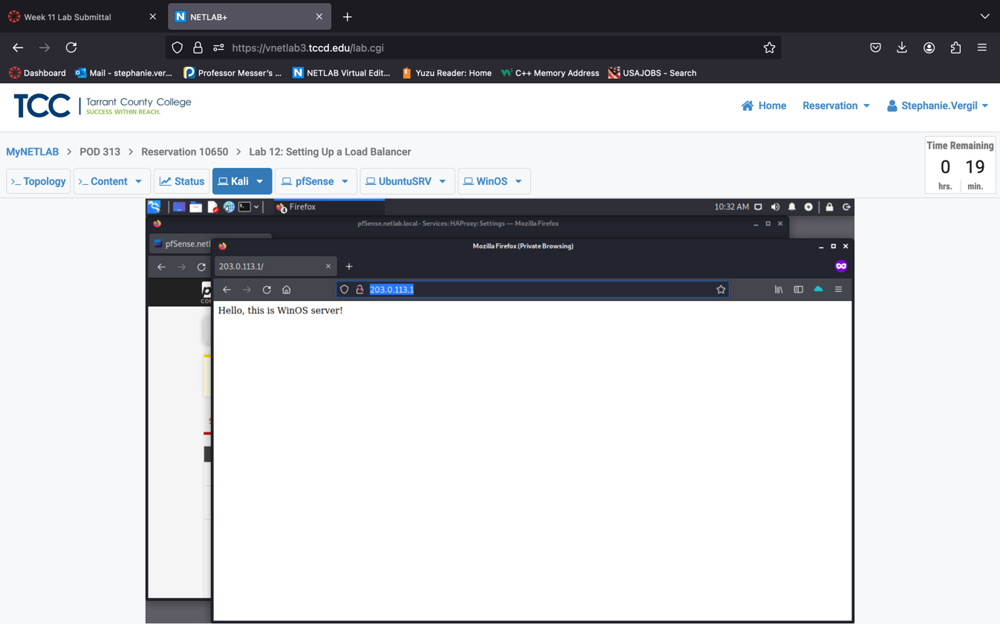 Week 11 Lab Submittal
NETLAB+
https://vnetlab3.tccd.edu/lab.cgi
Dashboard
Mail - stephanie.ver...
Professor Messer's ...
NETLAB Virtual Edit...
Yuzu Reader: Home
C++ Memory Address
USAJOBS - Search
TCC
Tarrant County College
SUCCESS WITHIN REACH.
Home
Reservation
Stephanie.Vergil
MyNETLAB > POD 313 > Reservation 10650 > Lab 12: Setting Up a Load Balancer
Time Remaining
0 19
hrs. min.
>_ Topology
>_ Content
Status
Kali
pfSense
UbuntuSRV
WinOS
Firefox
10:32 AM
pfSense.netlab.local - Services: HAProxy: Settings — Mozilla Firefox
pfSense.netl
Mozilla Firefox (Private Browsing)
203.0.113.1/
203.0.113.1
Hello, this is WinOS server!